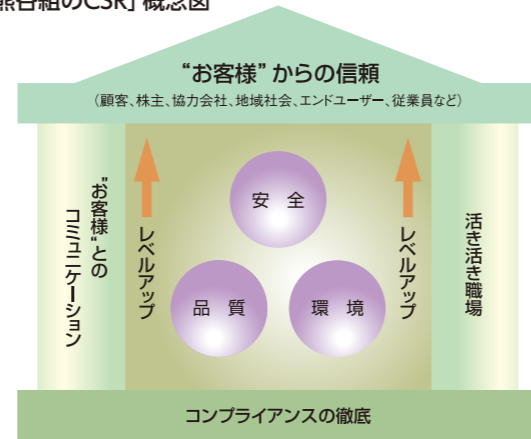 熊谷組のCSR」概念図
“お客様”からの信頼
（顧客、株主、協力会社、地域社会、エンドユーザー、従業員など）
“お客様”との
コミュニケーション
レベルアップ
安 全
品 質
環 境
レベルアップ
活き活き職場
コンプライアンスの徹底